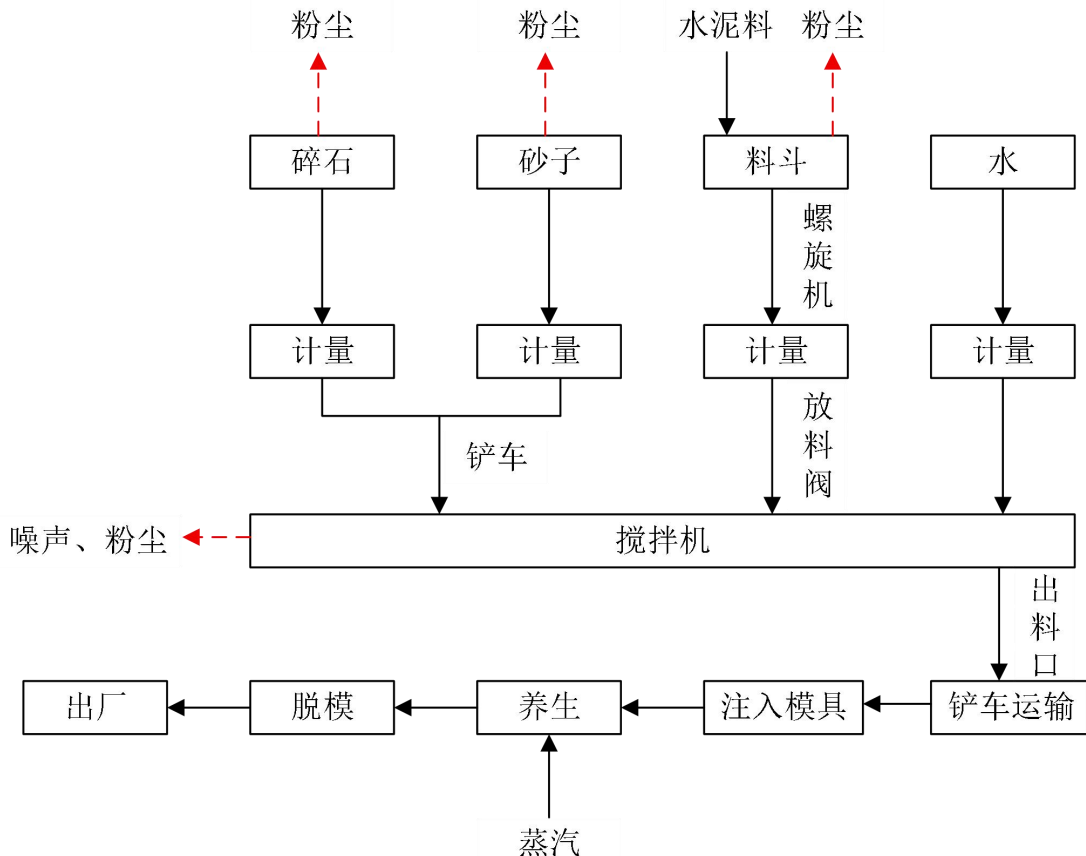 粉尘
粉尘
水泥料
粉尘
碎石
砂子
料斗
水
螺旋机
计量
计量
计量
计量
铲车
放料阀
噪声、粉尘
搅拌机
出料口
出厂
脱模
养生
注入模具
铲车运输
蒸汽